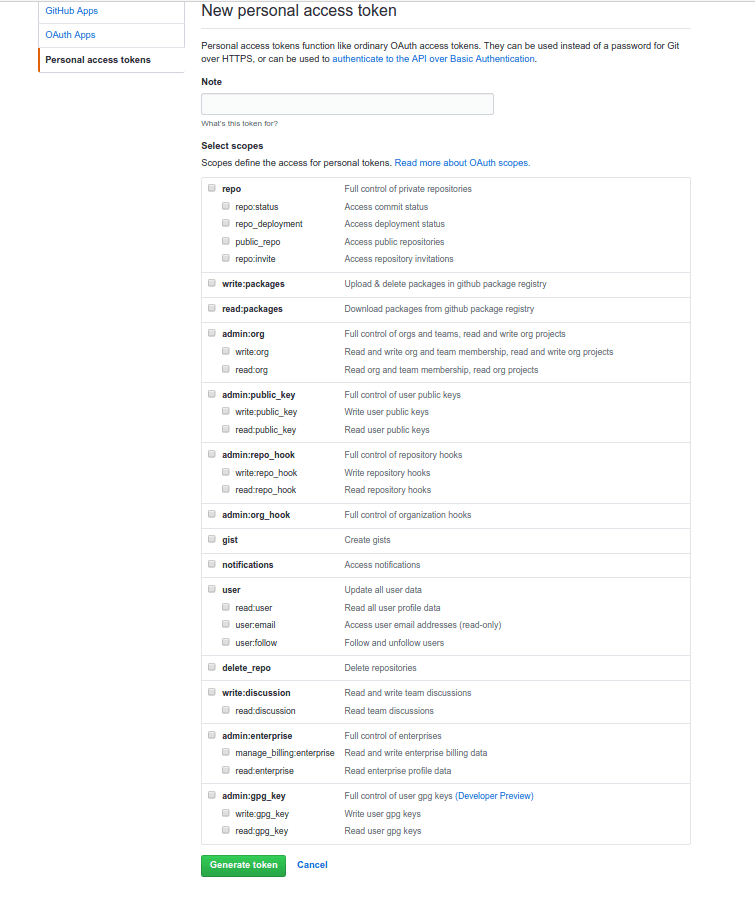 GitHub Apps
OAuth Apps
Personal access tokens
New personal access token
Personal access tokens function like ordinary OAuth access tokens. They can be used instead of a password for Git
over HTTPS, or can be used to authenticate to the API over Basic Authentication.
Note
What's this token for?
Select scopes
Scopes define the access for personal tokens. Read more about OAuth scopes.
repo Full control of private repositories
repo:status Access commit status
repo_deployment Access deployment status
public_repo Access public repositories
repo:invite Access repository invitations
write:packages Upload & delete packages in github package registry
read:packages Download packages from github package registry
admin:org Full control of orgs and teams, read and write org projects
write:org Read and write org and team membership, read and write org projects
read:org Read org and team membership, read org projects
admin:public_key Full control of user public keys
write:public_key Write user public keys
read:public_key Read user public keys
admin:repo_hook Full control of repository hooks
write:repo_hook Write repository hooks
read:repo_hook Read repository hooks
admin:org_hook Full control of organization hooks
gist Create gists
notifications Access notifications
user Update all user data
read:user Read all user profile data
user:email Access user email addresses (read-only)
user:follow Follow and unfollow users
delete_repo Delete repositories
write:discussion Read and write team discussions
read:discussion Read team discussions
admin:enterprise Full control of enterprises
manage_billing:enterprise Read and write enterprise billing data
read:enterprise Read enterprise profile data
admin:gpg_key Full control of user gpg keys (Developer Preview)
write:gpg_key Write user gpg keys
read:gpg_key Read user gpg keys
Generate token Cancel